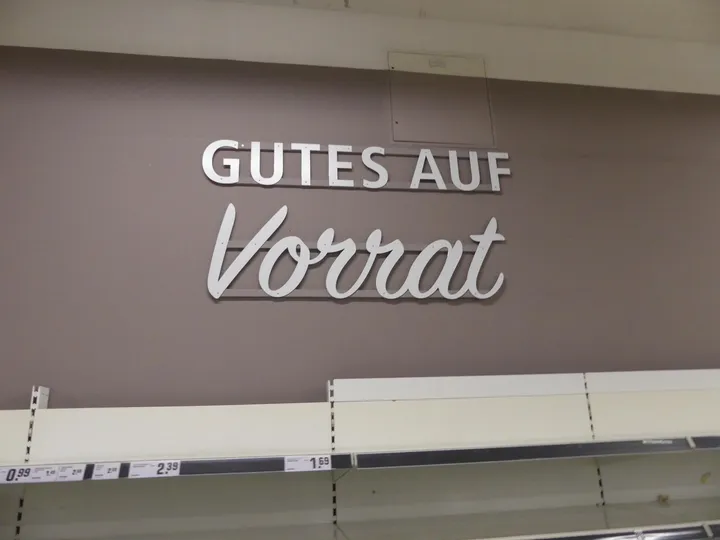 GUTES AUF
Vorrat
0.99
2.39
1.69